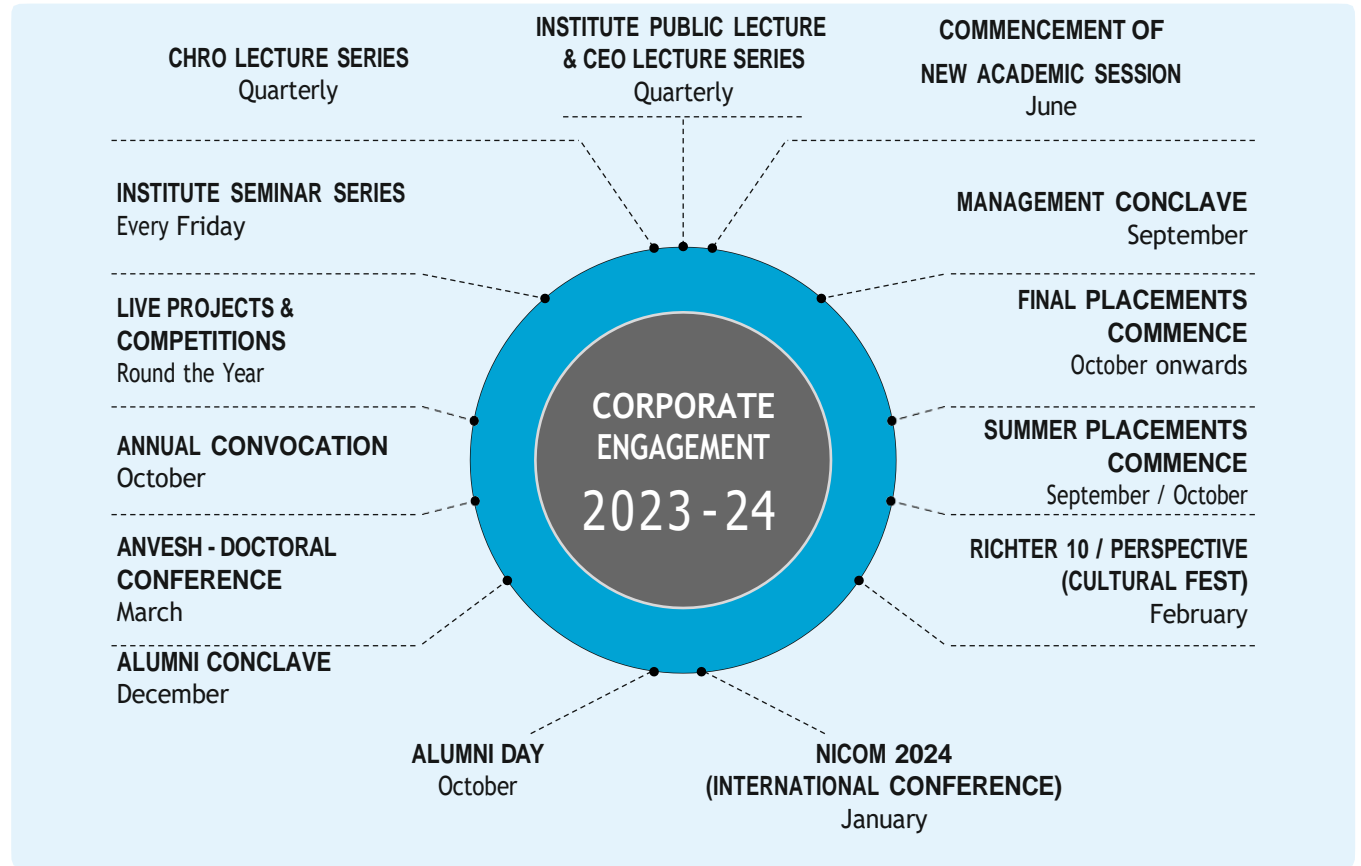 CHRO LECTURE SERIES
Quarterly
INSTITUTE PUBLIC LECTURE
& CEO LECTURE SERIES
Quarterly
COMMENCEMENT OF
NEW ACADEMIC SESSION
June
INSTITUTE SEMINAR SERIES
Every Friday
MANAGEMENT CONCLAVE
September
LIVE PROJECTS &
COMPETITIONS
Round the Year
FINAL PLACEMENTS
COMMENCE
October onwards
CORPORATE
ENGAGEMENT
2023-24
ANNUAL CONVOCATION
October
SUMMER PLACEMENTS
COMMENCE
September / October
ANVESH - DOCTORAL
CONFERENCE
March
RICHTER 10 / PERSPECTIVE
(CULTURAL FEST)
February
ALUMNI CONCLAVE
December
ALUMNI DAY
October
NICOM 2024
(INTERNATIONAL CONFERENCE)
January